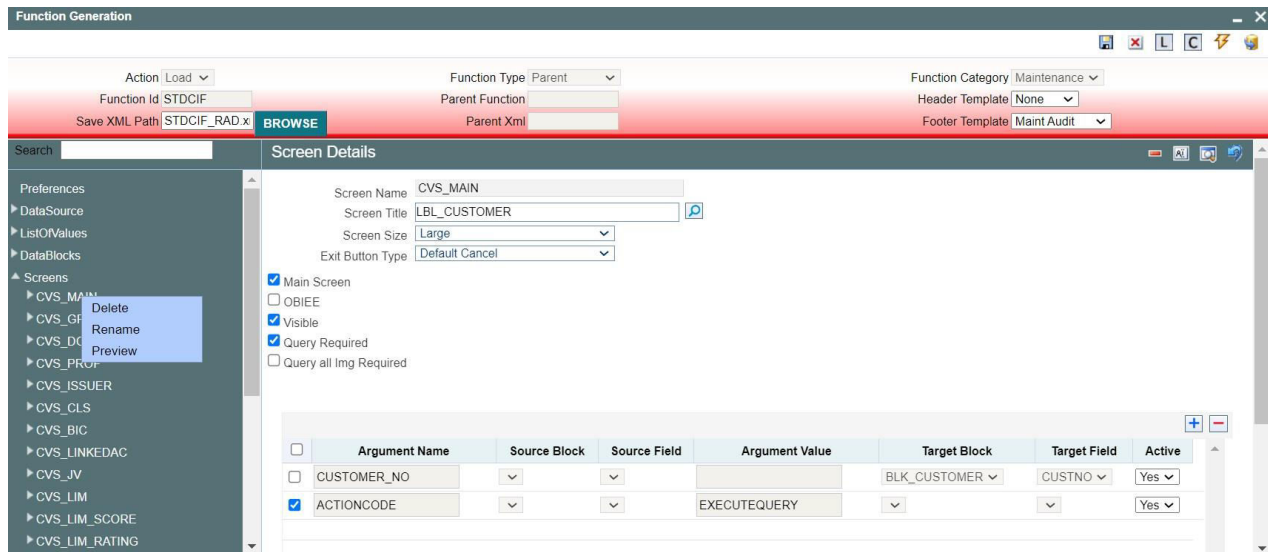 Function Generation
L C
Action Load Function Type Parent Function Category Maintenance
Function Id STDCIF Parent Function Header Template None
Save XML Path STDCIF_RAD.x BROWSE Parent Xml Footer Template Maint Audit
Search Screen Details
Preferences
DataSource
ListOfValues
DataBlocks
Screens
CVS_MAIN
Delete
Rename
Preview
CVS_ISSUER
CVS_CLS
CVS_BIC
CVS_LINKEDAC
CVS_JV
CVS_LIM
CVS_LIM_SCORE
CVS_LIM_RATING
Screen Name CVS_MAIN
Screen Title LBL_CUSTOMER
Screen Size Large
Exit Button Type Default Cancel
Main Screen
OBIEE
Visible
Query Required
Query all Img Required
Argument Name Source Block Source Field Argument Value Target Block Target Field Active
CUSTOMER_NO BLK_CUSTOMER CUSTNO Yes
ACTIONCODE EXECUTEQUERY Yes